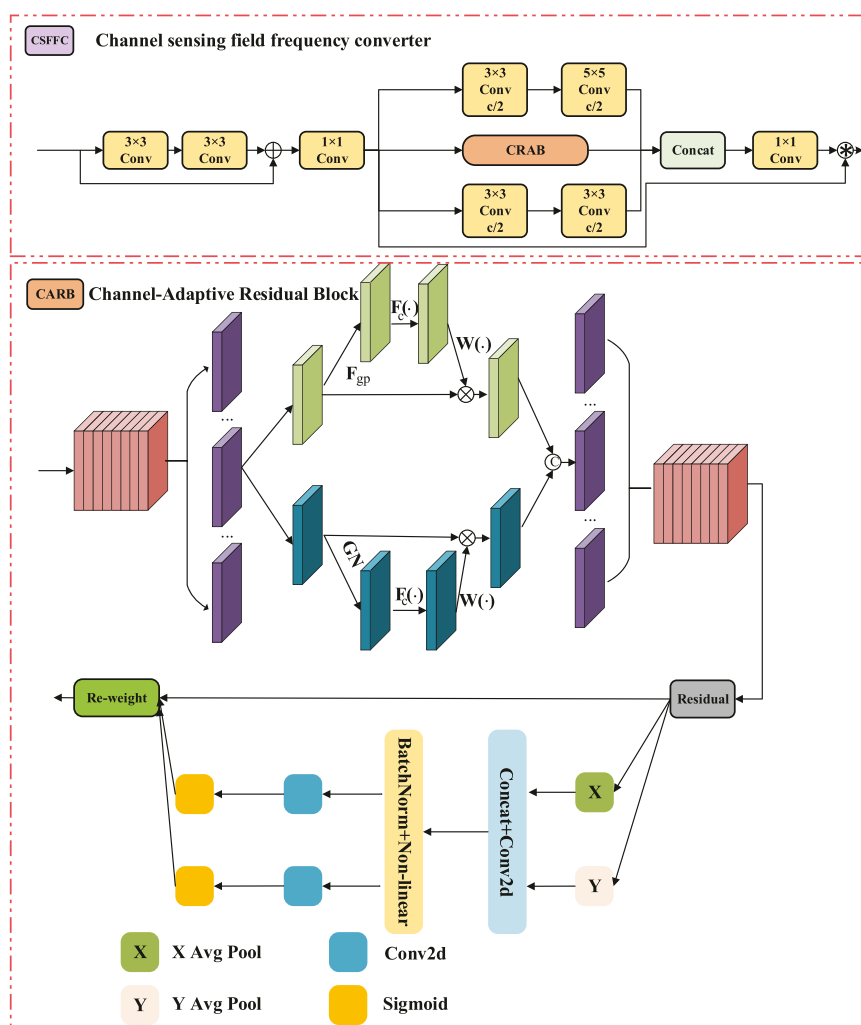 CSFFC
Channel sensing field frequency converter
3×3
Conv
3×3
Conv
1×1
Conv
3×3
Conv
c/2
5×5
Conv
c/2
CRAB
3×3
Conv
c/2
3×3
Conv
c/2
Concat
1×1
Conv
CARB
Channel-Adaptive Residual Block
Fc(·)
W(·)
Fgp
...
...
...
...
C
GN
Fc(·)
W(·)
Re-weight
Residual
BatchNorm+Non-linear
Concat+Conv2d
X
Y
X
X Avg Pool
Conv2d
Y
Y Avg Pool
Sigmoid